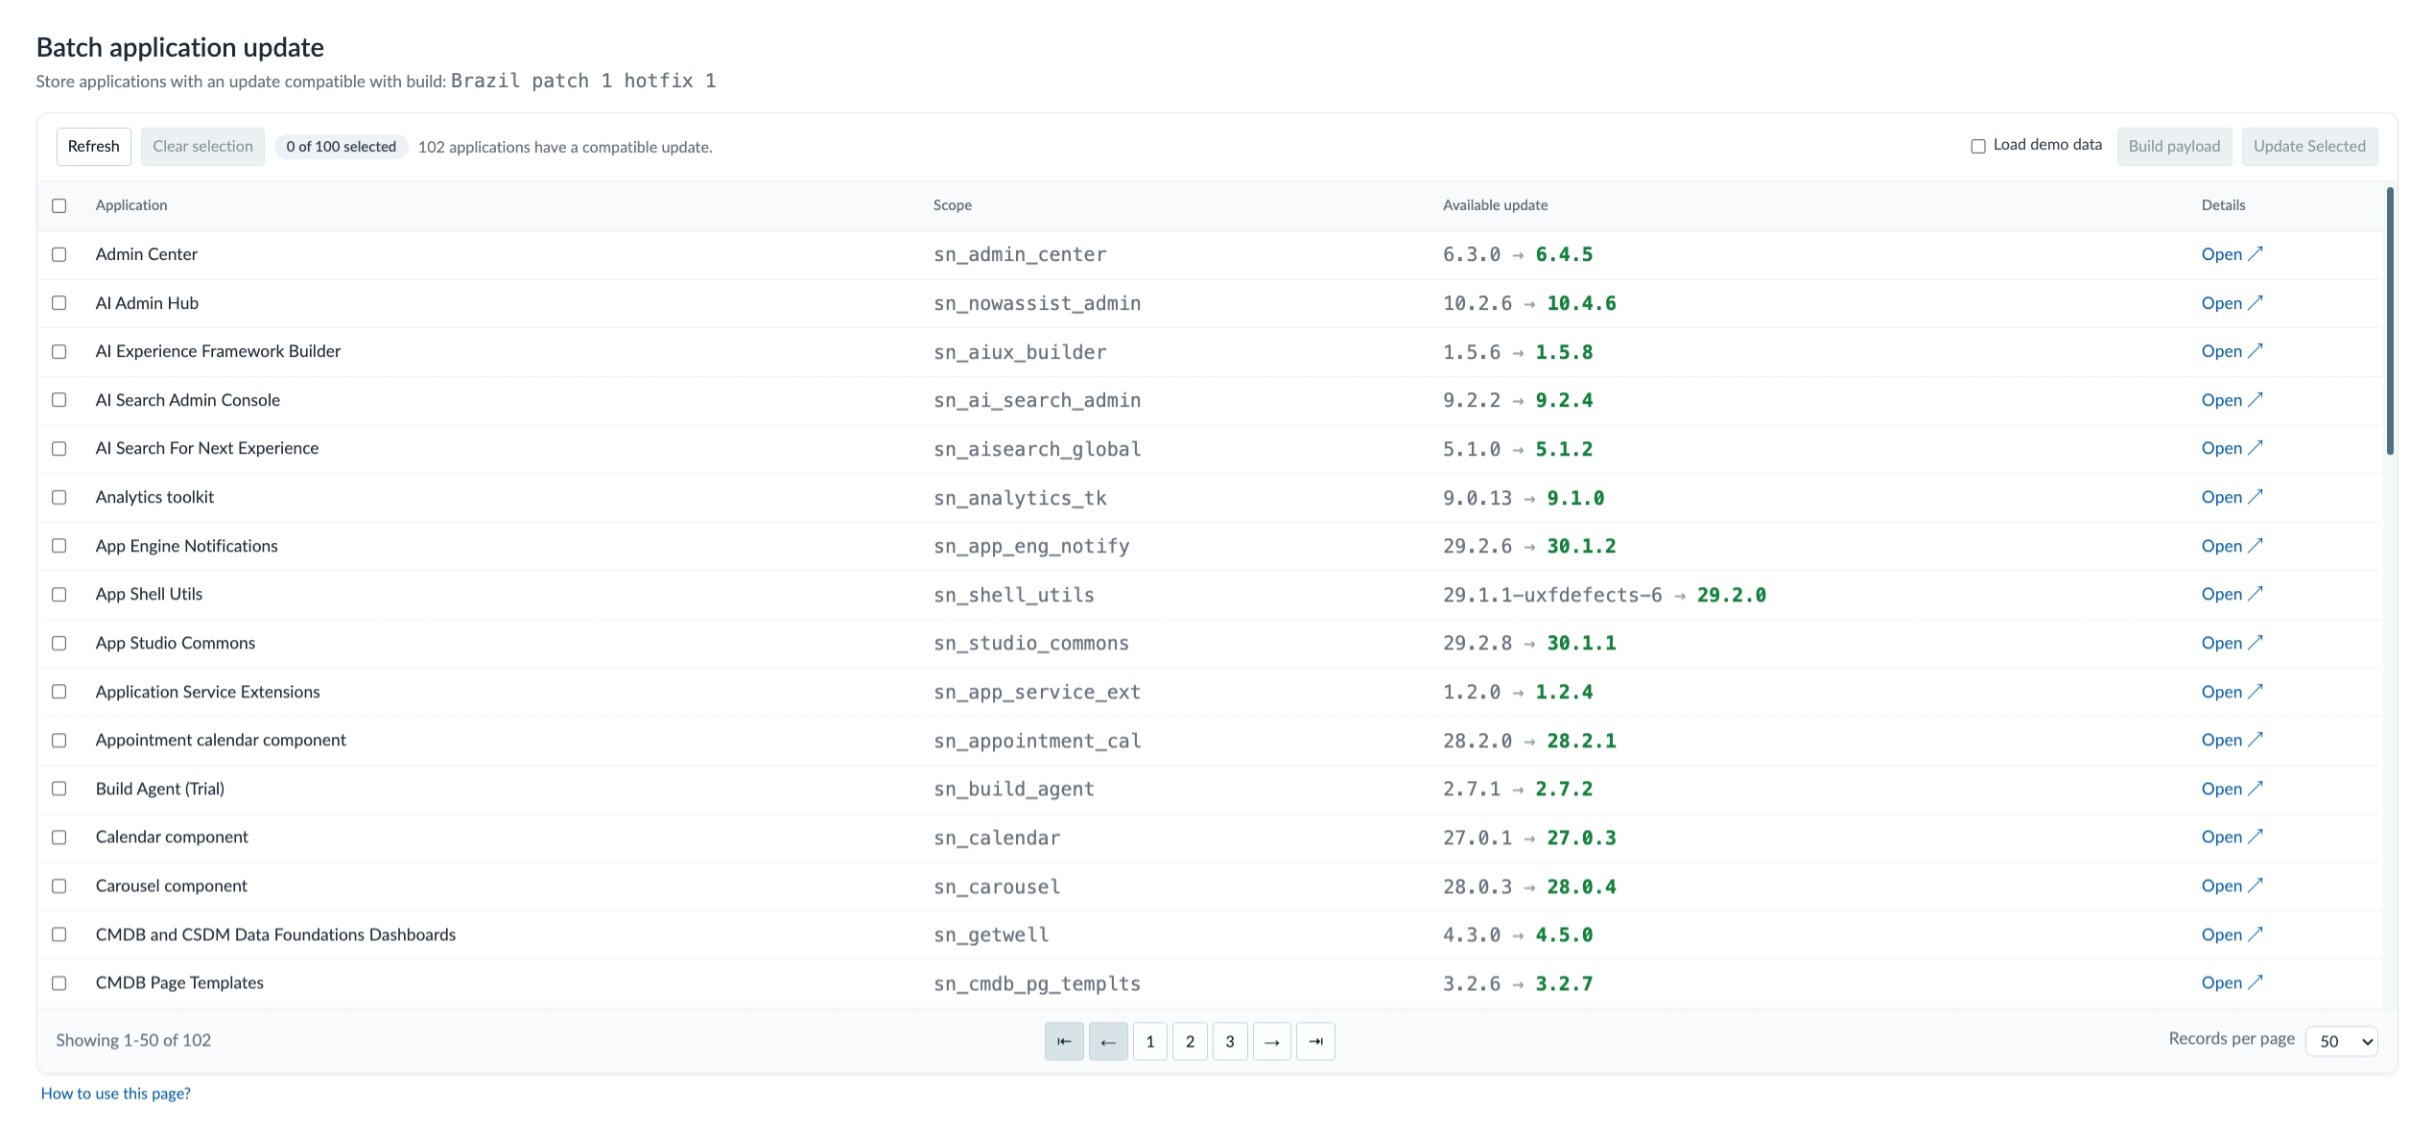 Batch application update
Store applications with an update compatible with build: Brazil patch 1 hotfix 1
Refresh Clear selection 0 of 100 selected 102 applications have a compatible update. Load demo data Build payload Update Selected
Application Scope Available update Details
Admin Center sn_admin_center 6.3.0 → 6.4.5 Open ↗
AI Admin Hub sn_nowassist_admin 10.2.6 → 10.4.6 Open ↗
AI Experience Framework Builder sn_aiux_builder 1.5.6 → 1.5.8 Open ↗
AI Search Admin Console sn_ai_search_admin 9.2.2 → 9.2.4 Open ↗
AI Search For Next Experience sn_aisearch_global 5.1.0 → 5.1.2 Open ↗
Analytics toolkit sn_analytics_tk 9.0.13 → 9.1.0 Open ↗
App Engine Notifications sn_app_eng_notify 29.2.6 → 30.1.2 Open ↗
App Shell Utils sn_shell_utils 29.1.1-uxfdefects-6 → 29.2.0 Open ↗
App Studio Commons sn_studio_commons 29.2.8 → 30.1.1 Open ↗
Application Service Extensions sn_app_service_ext 1.2.0 → 1.2.4 Open ↗
Appointment calendar component sn_appointment_cal 28.2.0 → 28.2.1 Open ↗
Build Agent (Trial) sn_build_agent 2.7.1 → 2.7.2 Open ↗
Calendar component sn_calendar 27.0.1 → 27.0.3 Open ↗
Carousel component sn_carousel 28.0.3 → 28.0.4 Open ↗
CMDB and CSDM Data Foundations Dashboards sn_getwell 4.3.0 → 4.5.0 Open ↗
CMDB Page Templates sn_cmdb_pg_templts 3.2.6 → 3.2.7 Open ↗
Showing 1-50 of 102 ⇤ ← 1 2 3 → ⇥ Records per page 50
How to use this page?